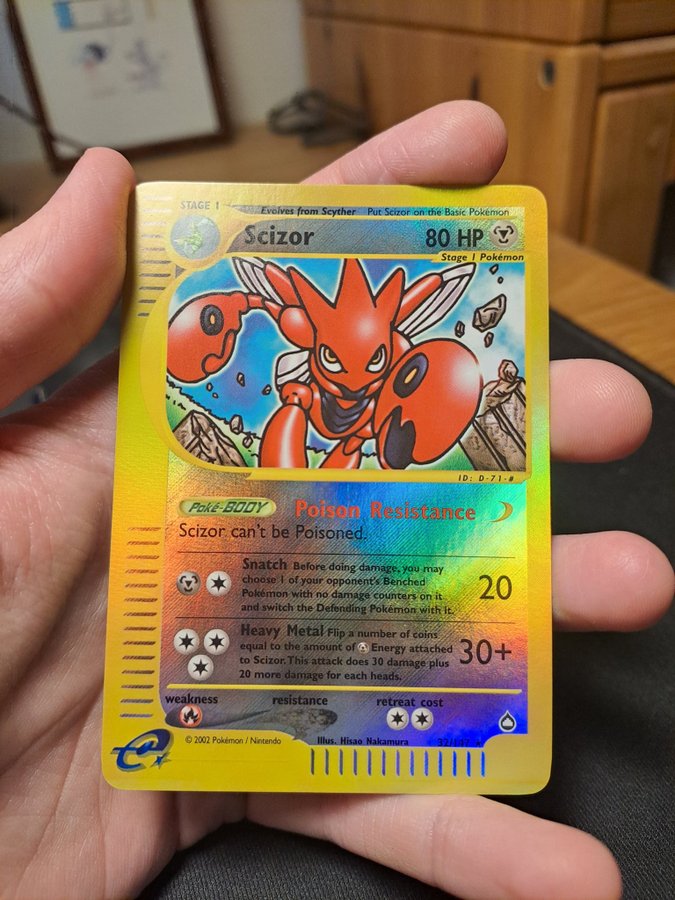 STAGE 1
Evolves from Scyther Put Scizor on the Basic Pokémon
Scizor 80 HP
Stage 1 Pokémon
ID: D-71-#
Poké-BODY Poison Resistance
Scizor can't be Poisoned.
Snatch Before doing damage, you may
choose 1 of your opponent's Benched
Pokémon with no damage counters on it
and switch the Defending Pokémon with it.
20
Heavy Metal Flip a number of coins
equal to the amount of Energy attached
to Scizor. This attack does 30 damage plus
20 more damage for each heads.
30+
weakness resistance retreat cost
© 2002 Pokémon / Nintendo Illus. Hisao Nakamura
e